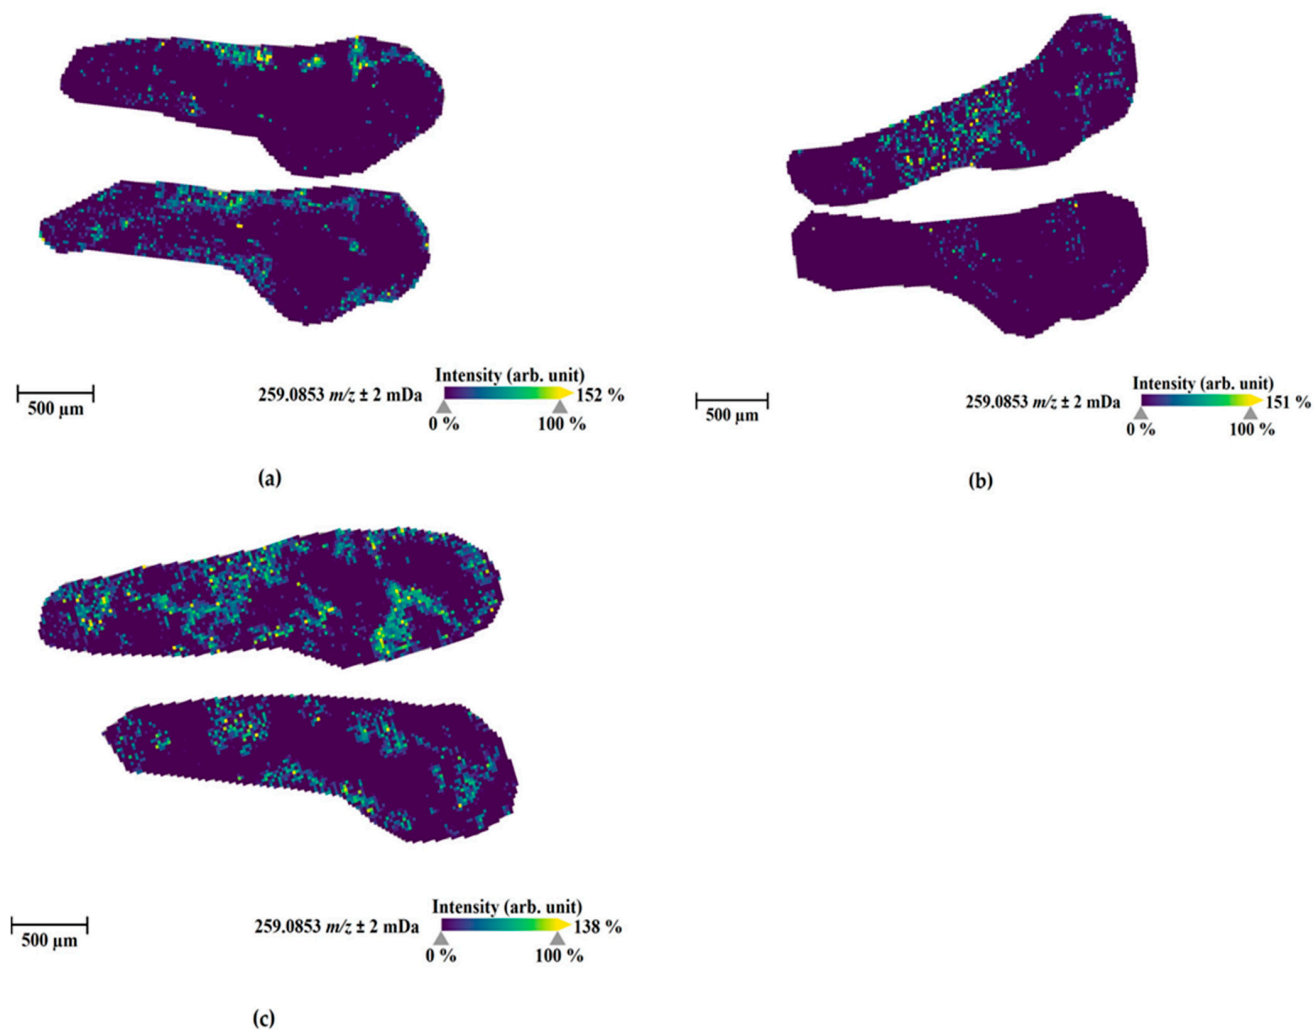 Intensity (arb. unit)
259.0853 m/z ± 2 mDa
152 %
500 µm
0 %
100 %
(a)
Intensity (arb. unit)
259.0853 m/z ± 2 mDa
151 %
500 µm
0 %
100 %
(b)
Intensity (arb. unit)
259.0853 m/z ± 2 mDa
138 %
500 µm
0 %
100 %
(c)